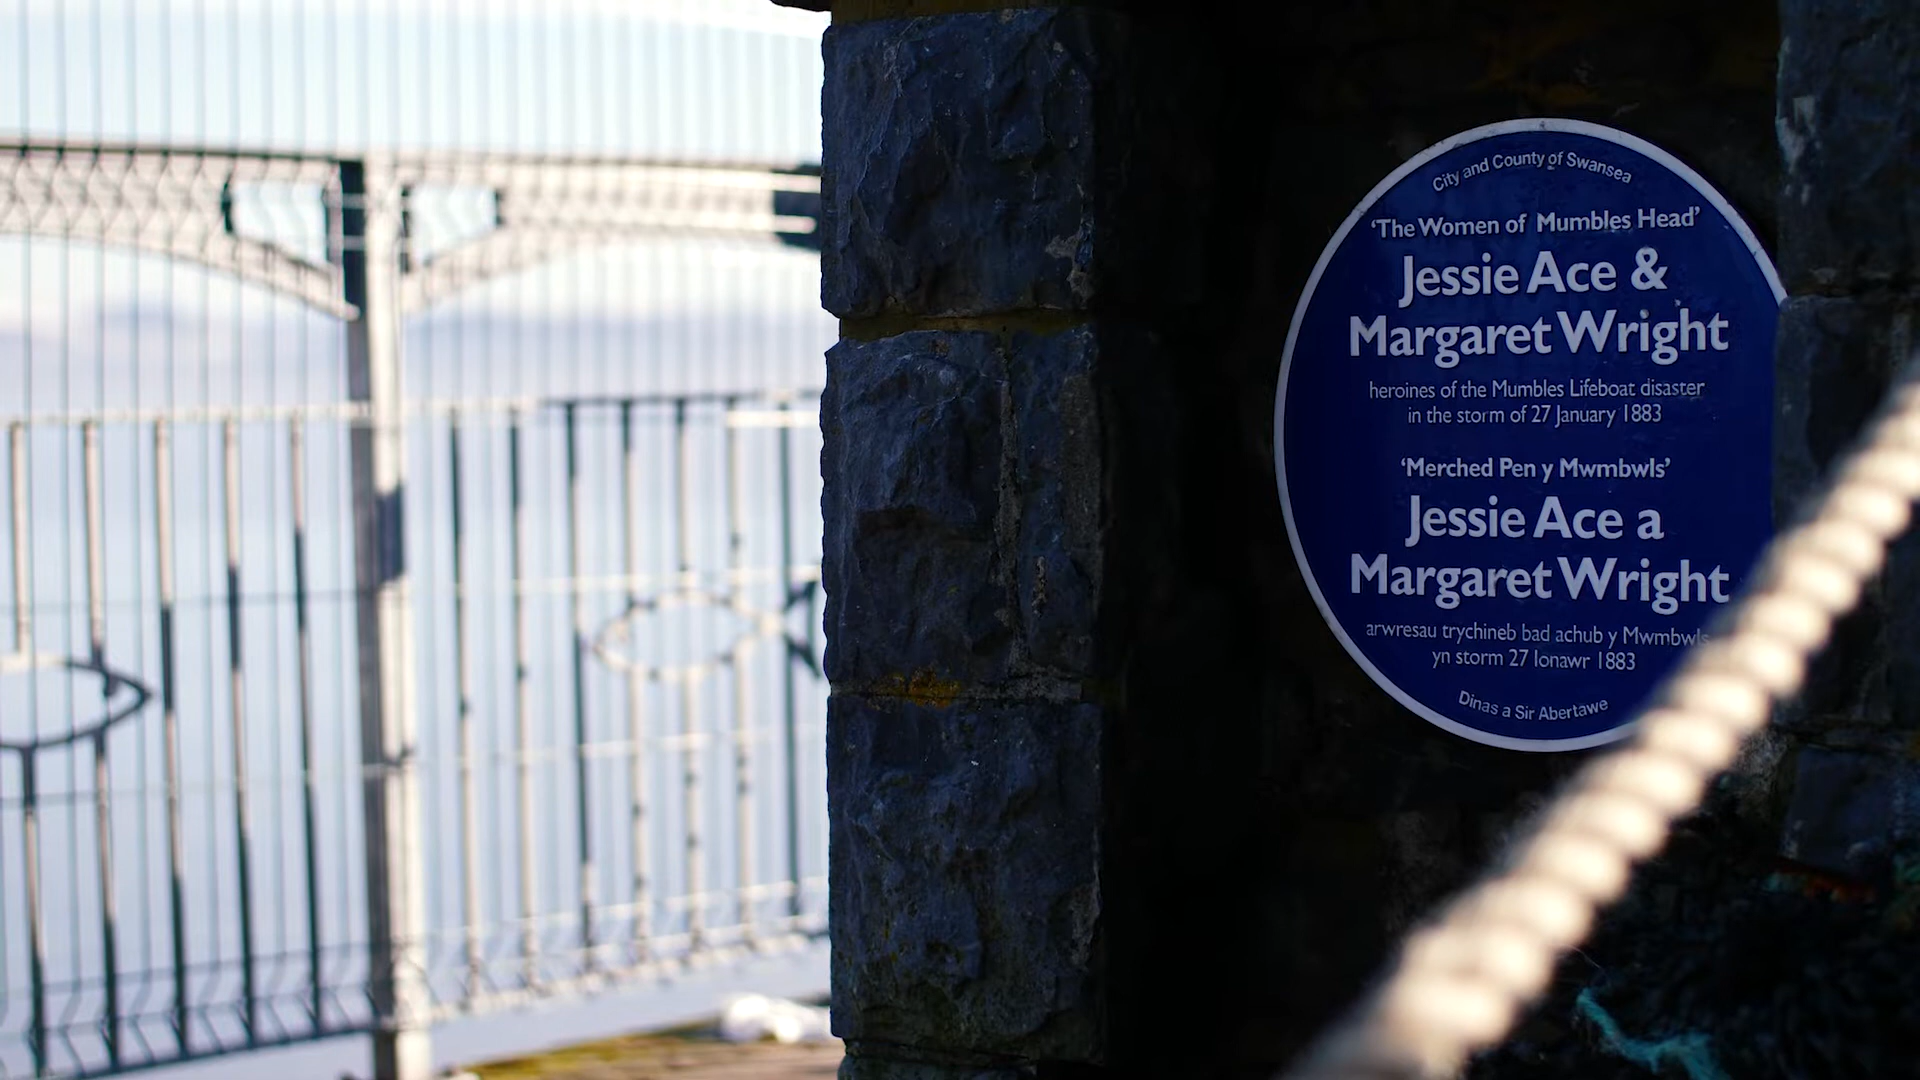 City and County of Swansea
‘The Women of Mumbles Head’
Jessie Ace &
Margaret Wright
heroines of the Mumbles Lifeboat disaster
in the storm of 27 January 1883
‘Merched Pen y Mwmbwls’
Jessie Ace a
Margaret Wright
arwresau trychineb bad achub y Mwmbwls
yn storm 27 Ionawr 1883
Dinas a Sir Abertawe